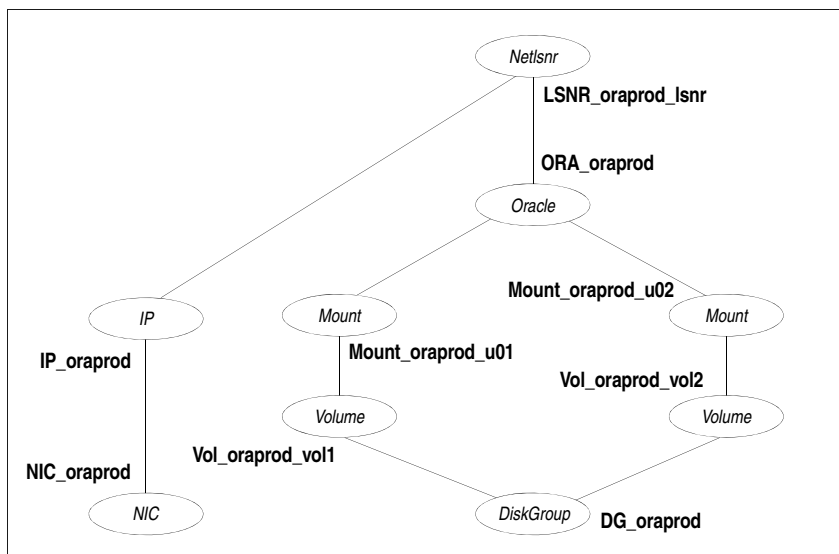 Netlsnr
LSNR_oraprod_lsnr
ORA_oraprod
Oracle
Mount_oraprod_u02
IP
Mount
Mount
IP_oraprod
Mount_oraprod_u01
Vol_oraprod_vol2
Volume
Volume
Vol_oraprod_vol1
NIC_oraprod
NIC
DiskGroup
DG_oraprod